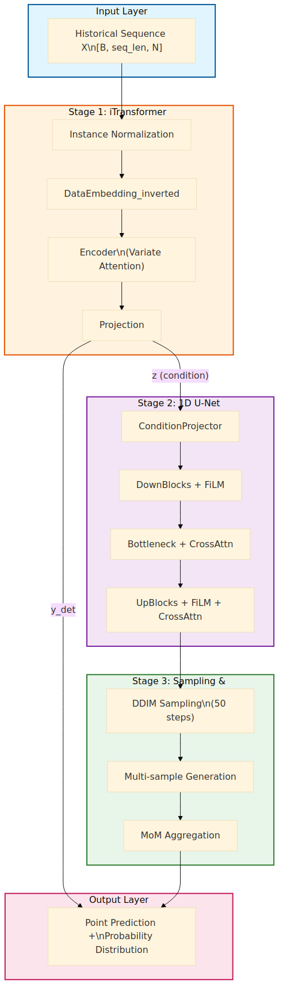 Input Layer
Historical Sequence
X\n[B, seq_len, N]
Stage 1: iTransformer
Instance Normalization
DataEmbedding_inverted
Encoder\n(Variate
Attention)
Projection
z (condition)
Stage 2: 1D U-Net
ConditionProjector
DownBlocks + FiLM
Bottleneck + CrossAttn
UpBlocks + FiLM +
CrossAttn
y_det
Stage 3: Sampling &
DDIM Sampling\n(50
steps)
Multi-sample Generation
MoM Aggregation
Output Layer
Point Prediction
+\nProbability
Distribution